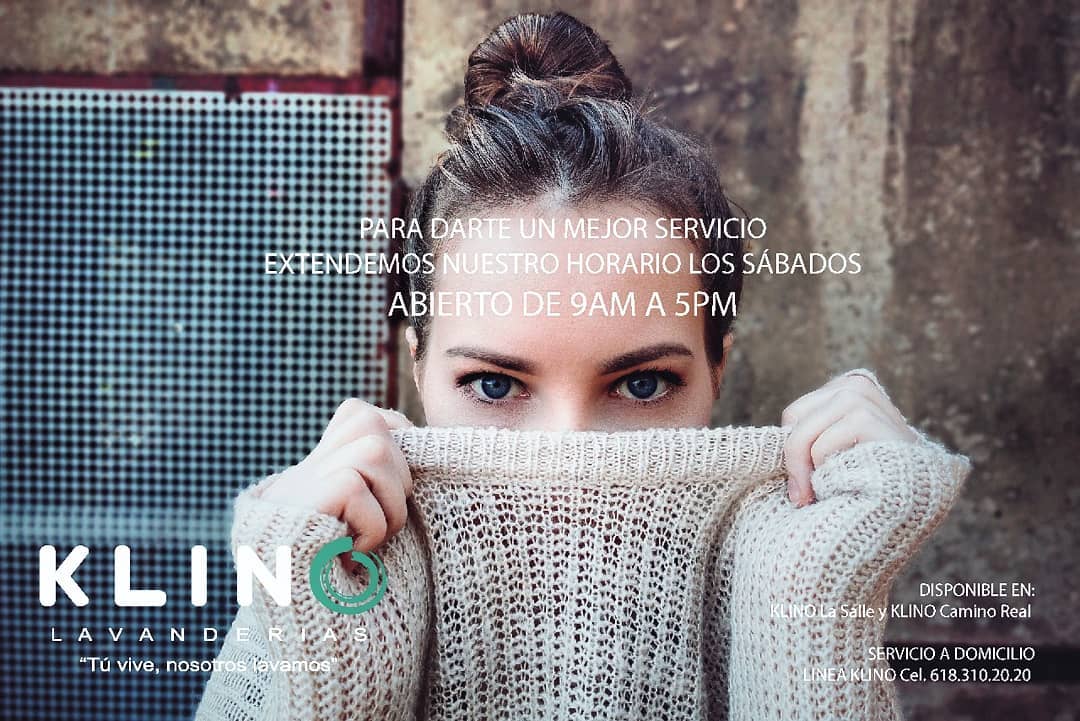 PARA DARTE UN MEJOR SERVICIO
EXTENDEMOS NUESTRO HORARIO LOS SÁBADOS
ABIERTO DE 9AM A 5PM
KLINO
LAVANDERIAS
“Tú vive, nosotros lavamos”
DISPONIBLE EN:
KLINO La Salle y KLINO Camino Real
SERVICIO A DOMICILIO
LINEA KLINO Cel. 618.310.20.20